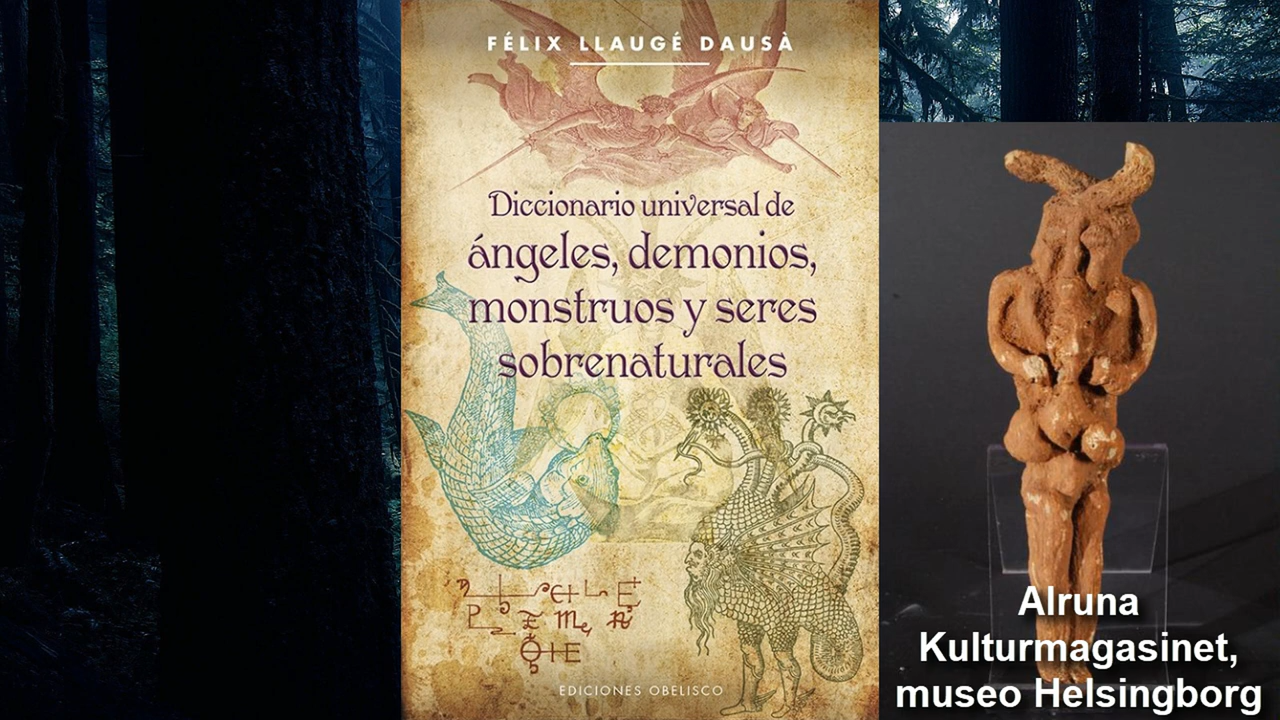 FÉLIX LLAUGÉ DAUSÀ
Diccionario universal de
ángeles, demonios,
monstruos y seres
sobrenaturales
EDICIONES OBELISCO
Alruna
Kulturmagasinet,
museo Helsingborg